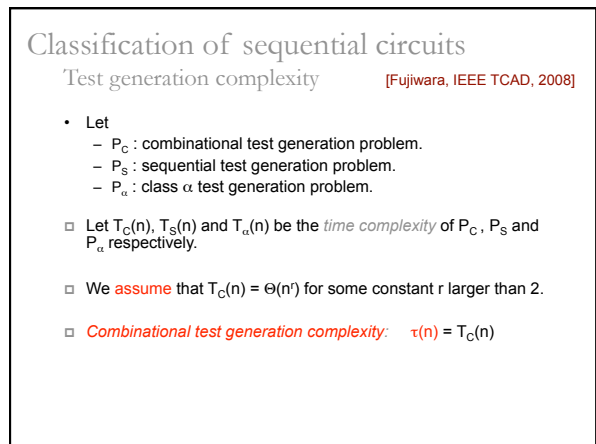 Classification of sequential circuits
Test generation complexity [Fujiwara, IEEE TCAD, 2008]
• Let
– P_C : combinational test generation problem.
– P_S : sequential test generation problem.
– P_α : class α test generation problem.
□ Let T_C(n), T_S(n) and T_α(n) be the time complexity of P_C , P_S and
P_α respectively.
□ We assume that T_C(n) = Θ(n^r) for some constant r larger than 2.
□ Combinational test generation complexity: τ(n) = T_C(n)